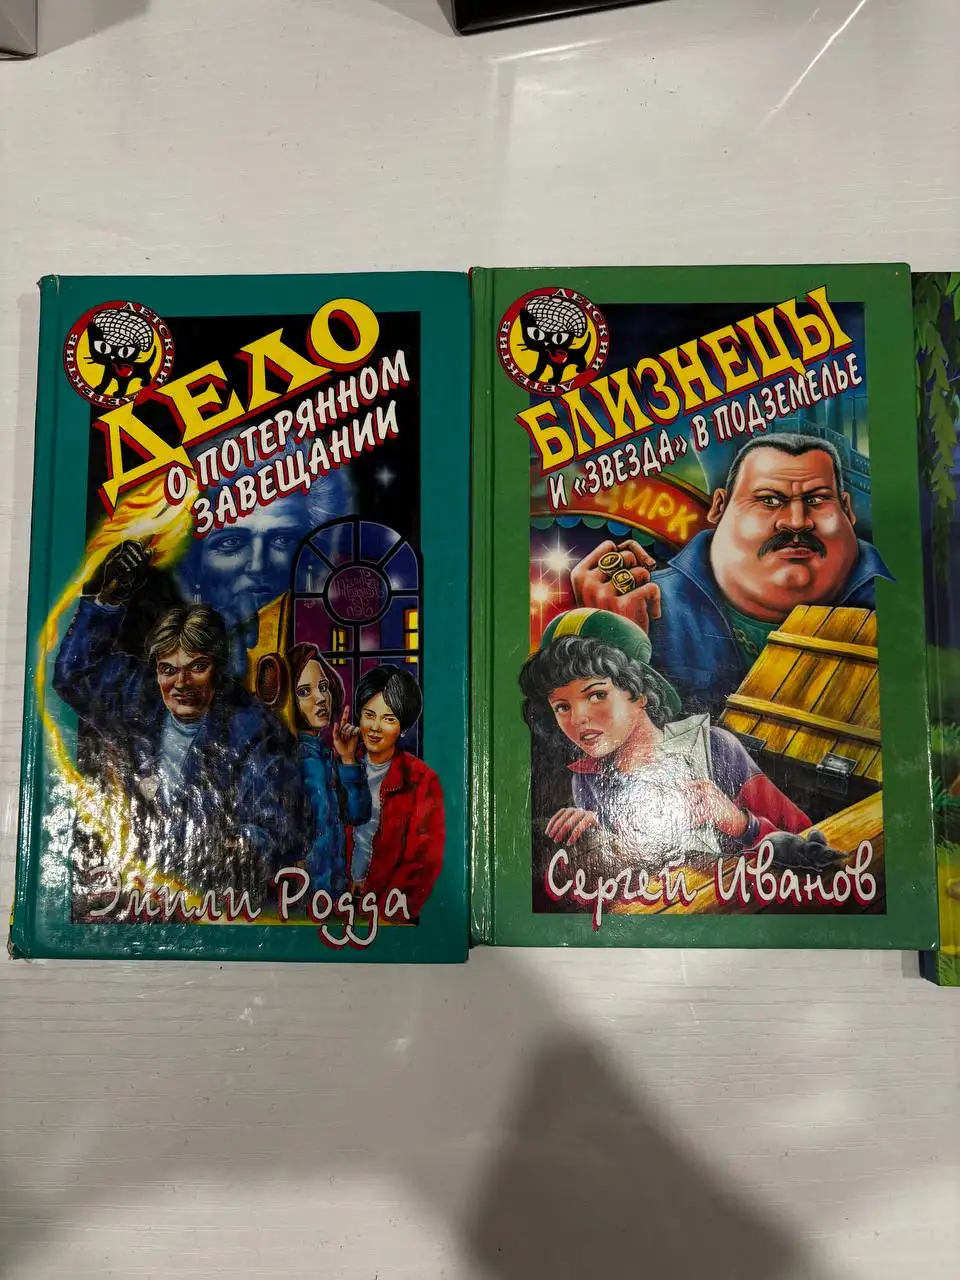 ДЕТСКИЙ ДЕТЕКТИВ
ДЕЛО
О ПОТЕРЯННОМ
ЗАВЕЩАНИИ
Эмили Родда
ДЕТСКИЙ ДЕТЕКТИВ
БЛИЗНЕЦЫ
И «ЗВЕЗДА» В ПОДЗЕМЕЛЬЕ
ЦИРК
Сергей Иванов